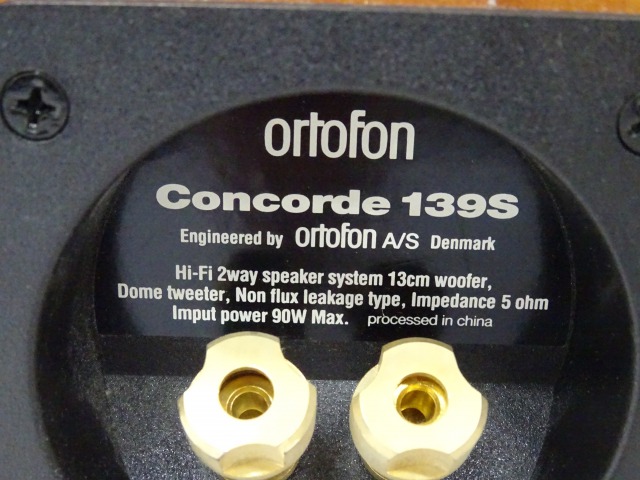 ortofon
Concorde 139S
Engineered by ortofon A/S Denmark
Hi-Fi 2way speaker system 13cm woofer,
Dome tweeter, Non flux leakage type, Impedance 5 ohm
Imput power 90W Max. processed in china